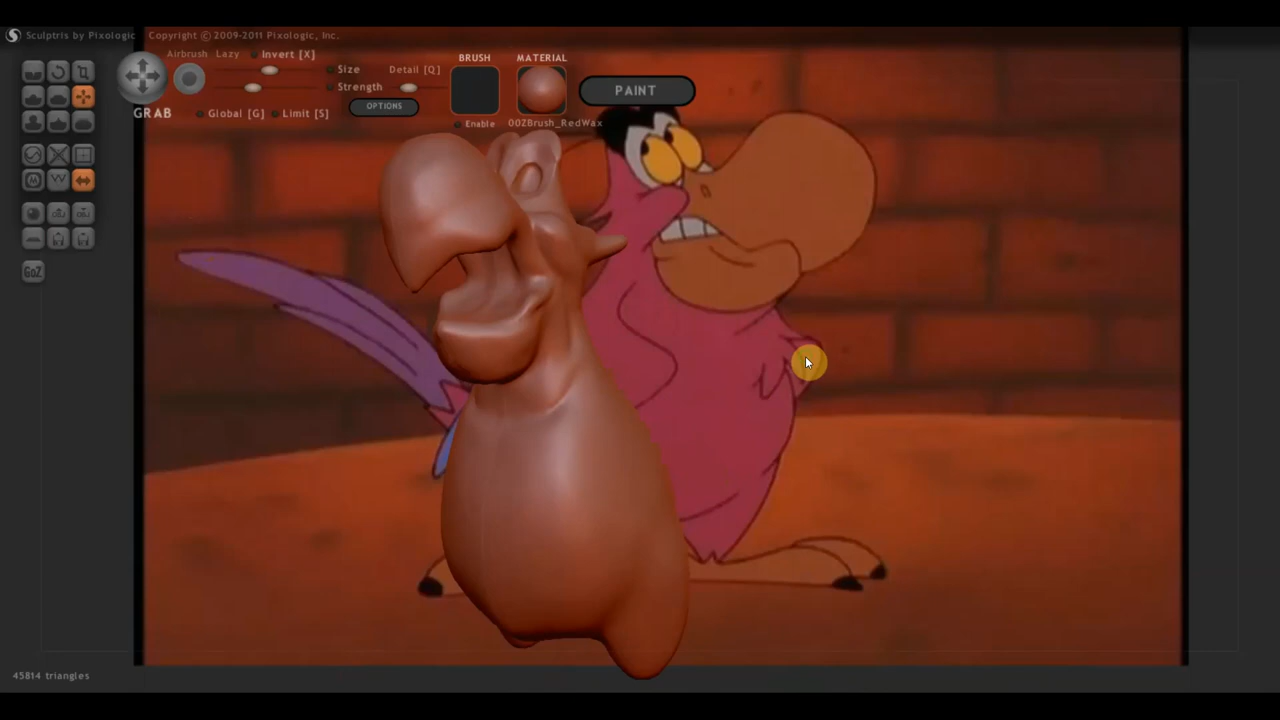 Sculptris by Pixologic Copyright © 2009-2011 Pixologic, Inc.
Airbrush Lazy Invert [X]
BRUSH MATERIAL
Size Detail [Q]
Strength
OPTIONS
PAINT
GRAB Global [G] Limit [S]
Enable 00ZBrush_RedWax
GoZ
45814 triangles